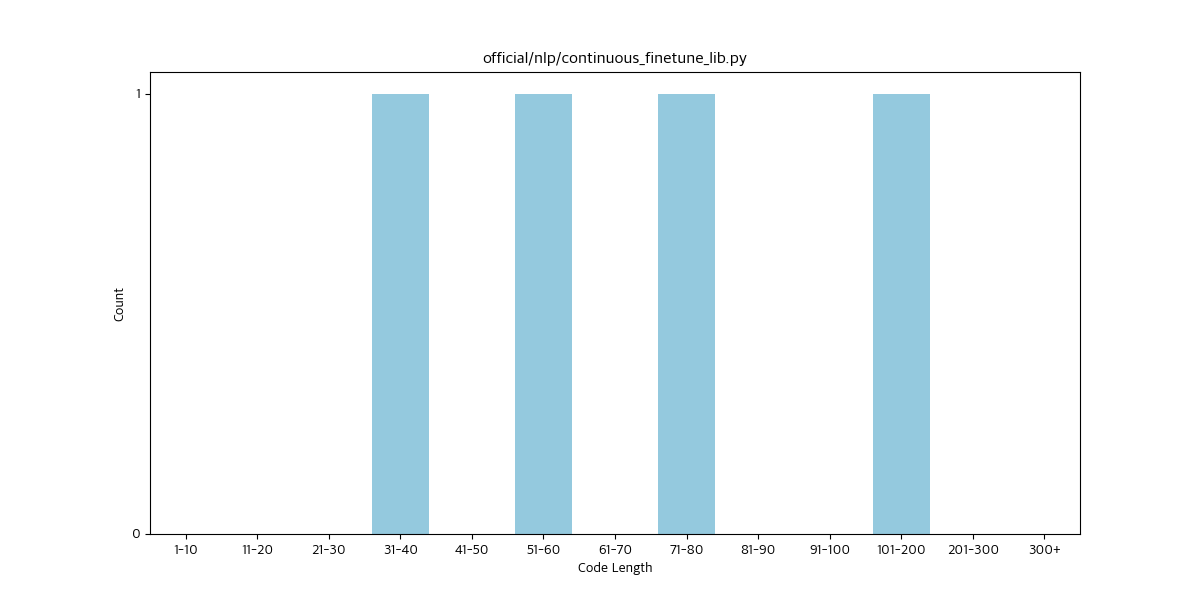 official/nlp/continuous_finetune_lib.py
1
Count
0
1-10 11-20 21-30 31-40 41-50 51-60 61-70 71-80 81-90 91-100 101-200 201-300 300+
Code Length